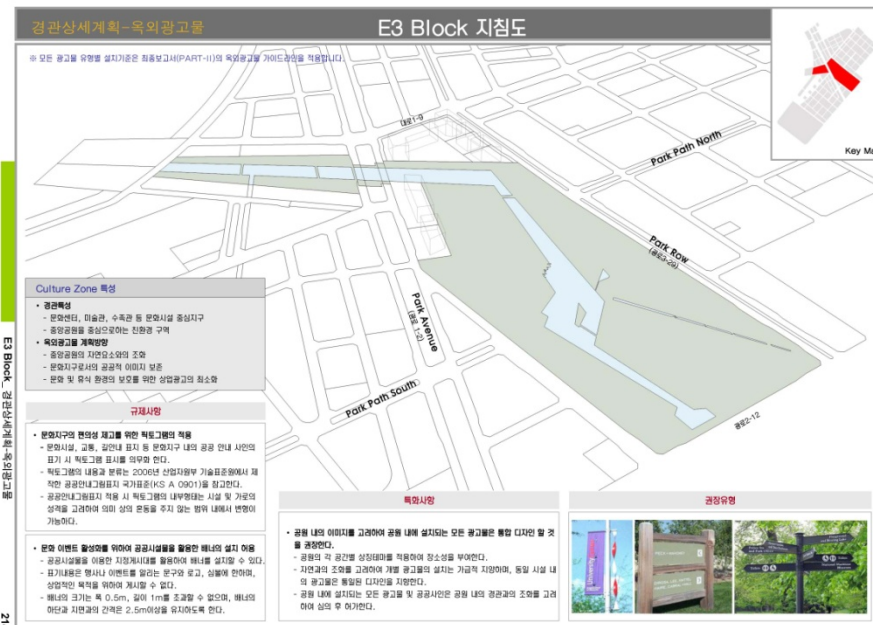 경관상세계획-옥외광고물
E3 Block 지침도
※ 모든 광고물 유형별 설치기준은 최종보고서(PART-II)의 옥외광고물 가이드라인을 적용합니다.
Key Ma
대로1-9
Park Path North
Park Row
(광로3-29)
Park Avenue
(광로 1-2)
Park Path South
광로2-12
Culture Zone 특성
• 경관특성
- 문화센터, 미술관, 수족관 등 문화시설 중심지구
- 중앙공원을 중심으로하는 친환경 구역
• 옥외광고물 계획방향
- 중앙공원의 자연요소와의 조화
- 문화지구로서의 공공적 이미지 보존
- 문화 및 휴식 환경의 보호를 위한 상업광고의 최소화
규제사항
• 문화지구의 편의성 제고를 위한 픽토그램의 적용
- 문화시설, 교통, 길안내 표지 등 문화지구 내의 공공 안내 사인의
표기 시 픽토그램 표시를 의무화 한다.
- 픽토그램의 내용과 분류는 2006년 산업자원부 기술표준원에서 제
작한 공공안내그림표지 국가표준(KS A 0901)을 참고한다.
- 공공안내그림표지 적용 시 픽토그램의 내부형태는 시설 및 가로의
성격을 고려하여 의미 상의 혼동을 주지 않는 범위 내에서 변형이
가능하다.
• 문화 이벤트 활성화를 위하여 공공시설물을 활용한 배너의 설치 허용
- 공공시설물을 이용한 지정게시대를 활용하여 배너를 설치할 수 있다.
- 표기내용은 행사나 이벤트를 알리는 문구와 로고, 심볼에 한하며,
상업적인 목적을 위하여 게시할 수 없다.
- 배너의 크기는 폭 0.5m, 길이 1m를 초과할 수 없으며, 배너의
하단과 지면과의 간격은 2.5m이상을 유지하도록 한다.
특화사항
• 공원 내의 이미지를 고려하여 공원 내에 설치되는 모든 광고물은 통합 디자인 할 것
을 권장한다.
- 공원의 각 공간별 상징테마를 적용하여 장소성을 부여한다.
- 자연과의 조화를 고려하여 개별 광고물의 설치는 가급적 지양하며, 동일 시설 내
의 광고물은 통일된 디자인을 지향한다.
- 공원 내에 설치되는 모든 광고물 및 공공사인은 공원 내의 경관과의 조화를 고려
하여 심의 후 허가한다.
권장유형
E3 Block_ 경관상세계획-옥외광고물
21